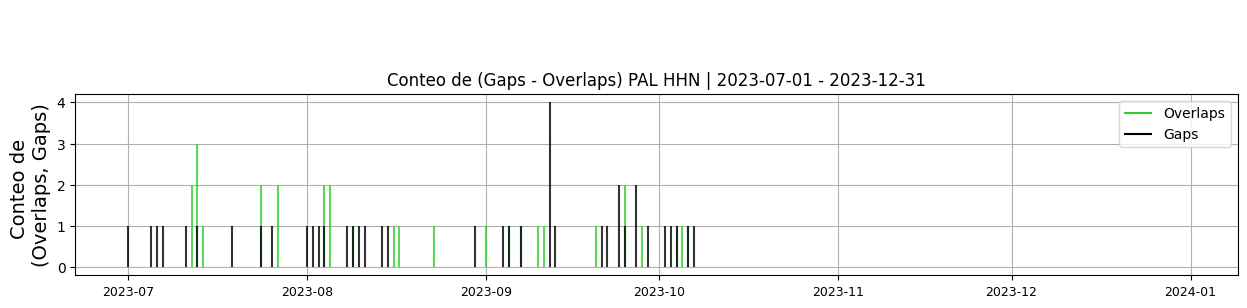 Conteo de (Gaps - Overlaps) PAL HHN | 2023-07-01 - 2023-12-31
Conteo de
(Overlaps, Gaps)
4
3
2
1
0
Overlaps
Gaps
2023-07
2023-08
2023-09
2023-10
2023-11
2023-12
2024-01